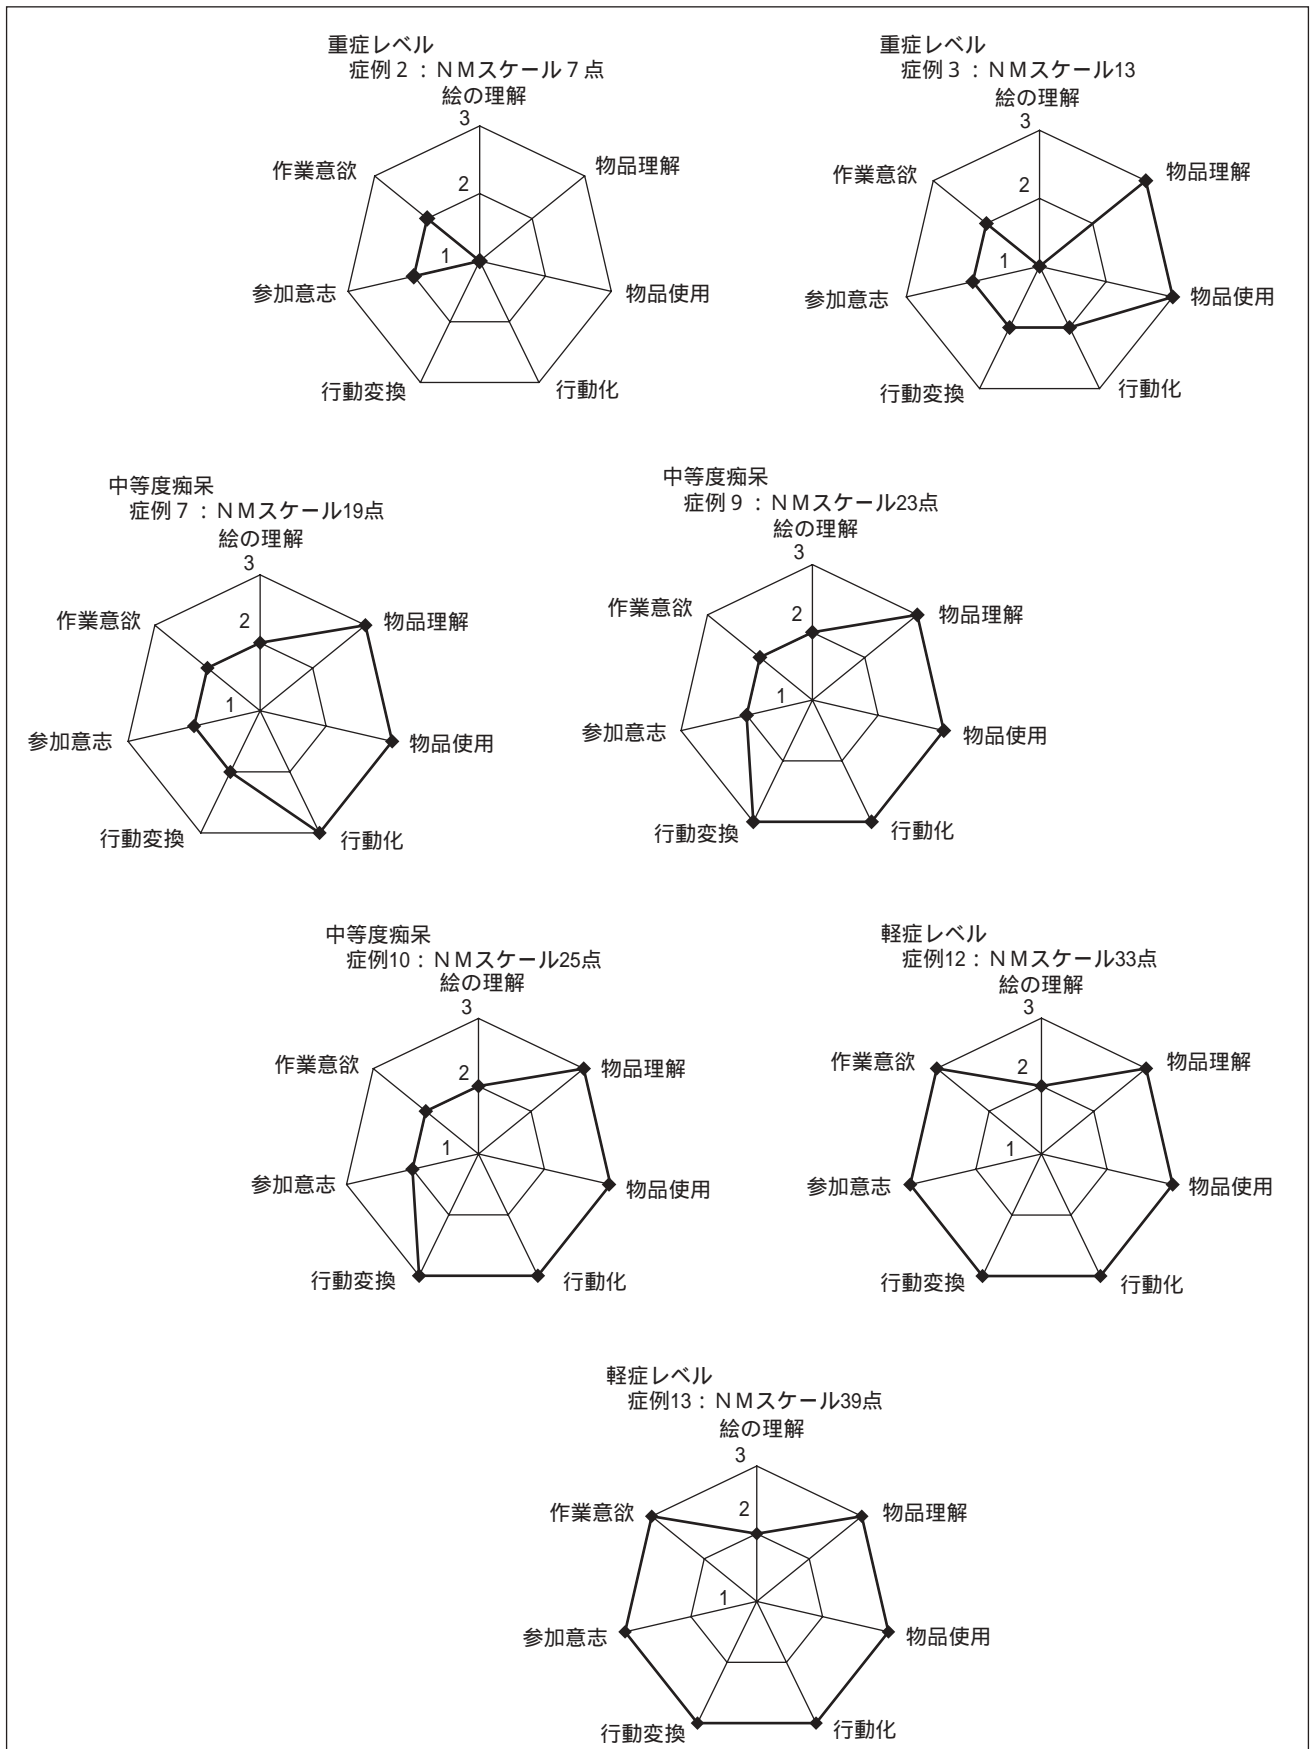 重症レベル
症例2：NMスケール7点
絵の理解
3
作業意欲
物品理解
2
1
参加意志
物品使用
行動変換
行動化
重症レベル
症例3：NMスケール13
絵の理解
3
作業意欲
物品理解
2
1
参加意志
物品使用
行動変換
行動化
中等度痴呆
症例7：NMスケール19点
絵の理解
3
作業意欲
物品理解
2
1
参加意志
物品使用
行動変換
行動化
中等度痴呆
症例9：NMスケール23点
絵の理解
3
作業意欲
物品理解
2
1
参加意志
物品使用
行動変換
行動化
中等度痴呆
症例10：NMスケール25点
絵の理解
3
作業意欲
物品理解
2
1
参加意志
物品使用
行動変換
行動化
軽症レベル
症例12：NMスケール33点
絵の理解
3
作業意欲
物品理解
2
1
参加意志
物品使用
行動変換
行動化
軽症レベル
症例13：NMスケール39点
絵の理解
3
作業意欲
物品理解
2
1
参加意志
物品使用
行動変換
行動化